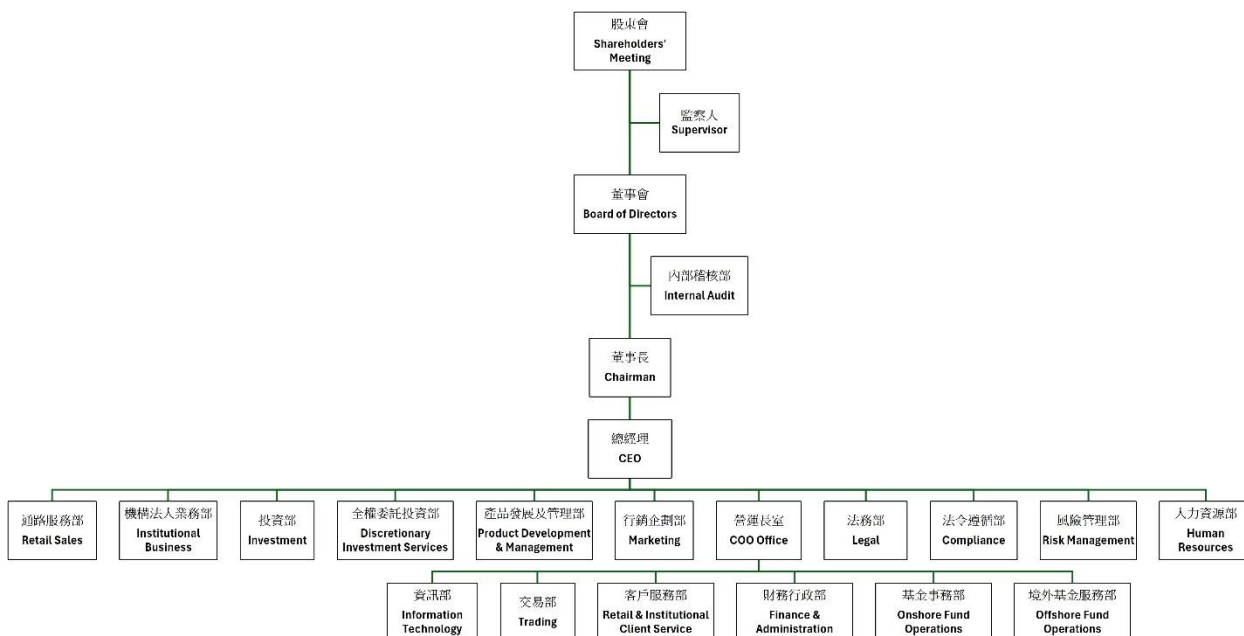 股東會
Shareholders'
Meeting
監察人
Supervisor
董事會
Board of Directors
內部稽核部
Internal Audit
董事長
Chairman
總經理
CEO
通路服務部
Retail Sales
機構法人業務部
Institutional
Business
投資部
Investment
全權委託投資部
Discretionary
Investment Services
產品發展及管理部
Product Development
& Management
行銷企劃部
Marketing
營運長室
COO Office
法務部
Legal
法令遵循部
Compliance
風險管理部
Risk Management
人力資源部
Human
Resources
資訊部
Information
Technology
交易部
Trading
客戶服務部
Retail & Institutional
Client Service
財務行政部
Finance &
Administration
基金事務部
Onshore Fund
Operations
境外基金服務部
Offshore Fund
Operations